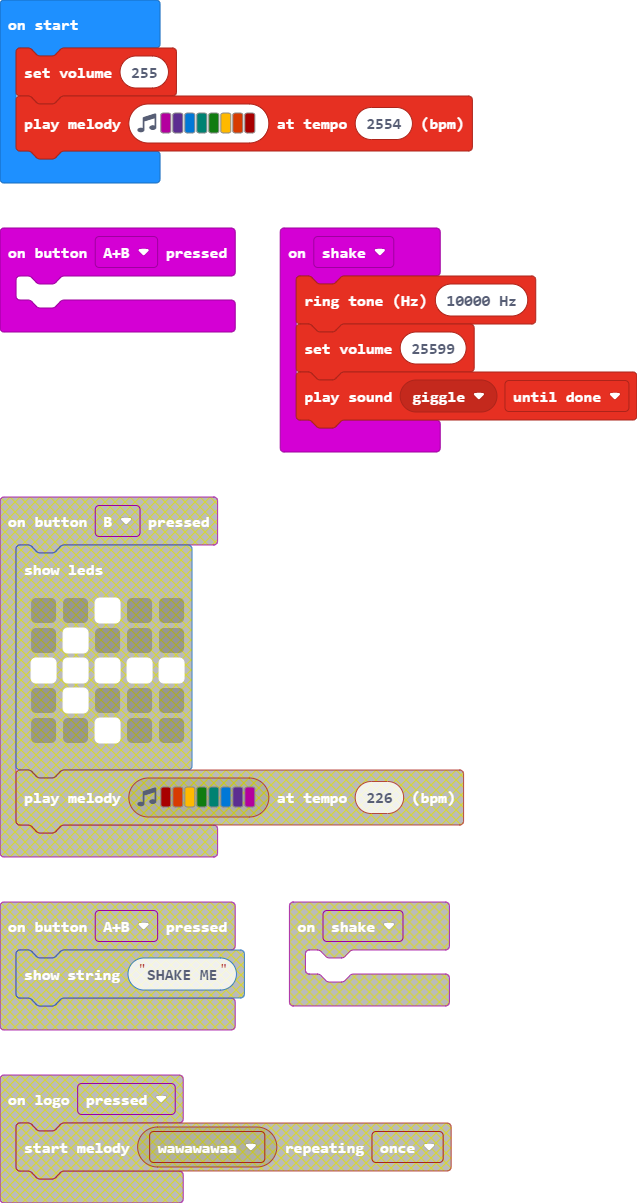 on start
set volume 255
play melody at tempo 2554 (bpm)
on button A+B pressed
on shake
ring tone (Hz) 10000 Hz
set volume 25599
play sound giggle until done
on button B pressed
show leds
play melody at tempo 226 (bpm)
on button A+B pressed
show string "SHAKE ME"
on shake
on logo pressed
start melody wawawawaa repeating once